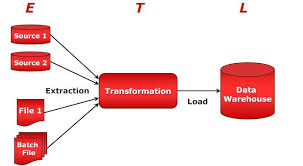 E T L
Source 1
Source 2
Extraction
Transformation
Load
Data
Warehouse
File 1
Batch
File